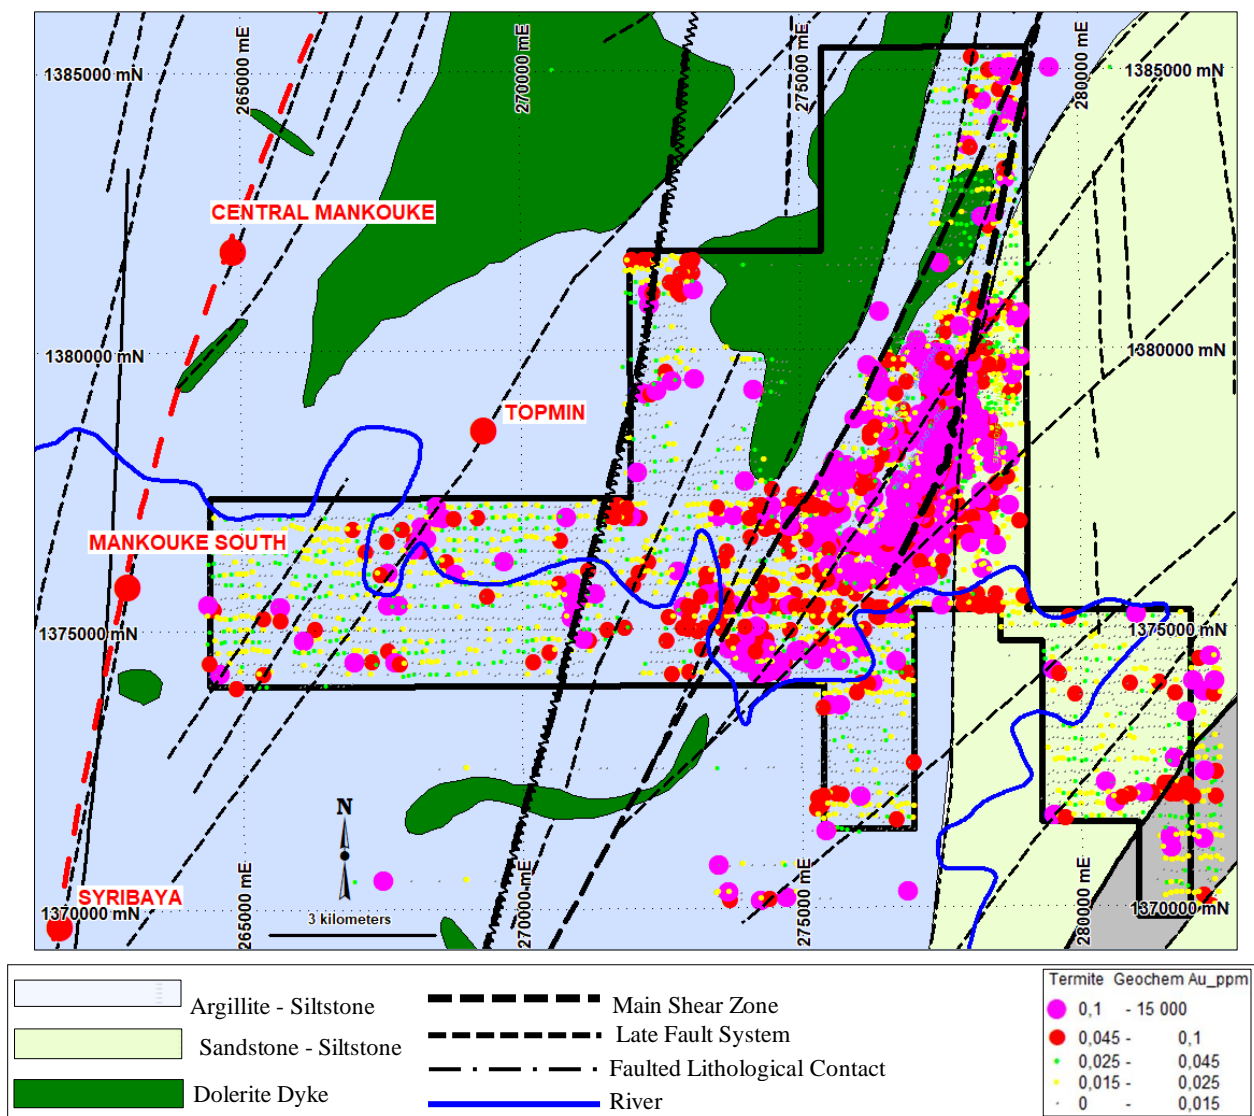 265000 mE
270000 mE
275000 mE
280000 mE
1385000 mN
1385000 mN
CENTRAL MANKOUKE
1380000 mN
1380000 mN
TOPMIN
MANKOUKE SOUTH
1375000 mN
1375000 mN
N
SYRIBAYA
3 kilometers
1370000 mN
1370000 mN
265000 mE
270000 mE
275000 mE
280000 mE
Argillite - Siltstone
Sandstone - Siltstone
Dolerite Dyke
Main Shear Zone
Late Fault System
Faulted Lithological Contact
River
Termite Geochem Au_ppm
0,1 - 15 000
0,045 - 0,1
0,025 - 0,045
0,015 - 0,025
0 - 0,015